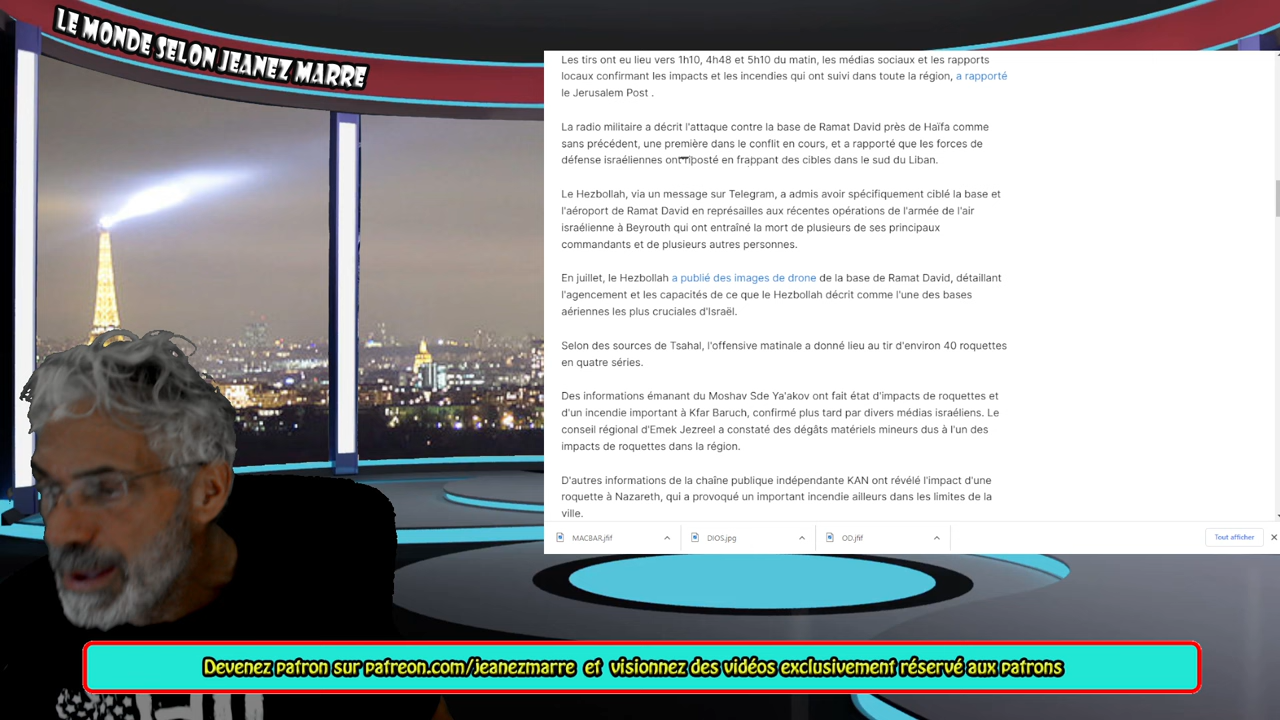 LE MONDE SELON JEANEZ MARRE
Les tirs ont eu lieu vers 1h10, 4h48 et 5h10 du matin, les médias sociaux et les rapports
locaux confirmant les impacts et les incendies qui ont suivi dans toute la région, a rapporté
le Jerusalem Post .
La radio militaire a décrit l'attaque contre la base de Ramat David près de Haïfa comme
sans précédent, une première dans le conflit en cours, et a rapporté que les forces de
défense israéliennes ont posté en frappant des cibles dans le sud du Liban.
Le Hezbollah, via un message sur Telegram, a admis avoir spécifiquement ciblé la base et
l'aéroport de Ramat David en représailles aux récentes opérations de l'armée de l'air
israélienne à Beyrouth qui ont entraîné la mort de plusieurs de ses principaux
commandants et de plusieurs autres personnes.
En juillet, le Hezbollah a publié des images de drone de la base de Ramat David, détaillant
l'agencement et les capacités de ce que le Hezbollah décrit comme l'une des bases
aériennes les plus cruciales d'Israël.
Selon des sources de Tsahal, l'offensive matinale a donné lieu au tir d'environ 40 roquettes
en quatre séries.
Des informations émanant du Moshav Sde Ya'akov ont fait état d'impacts de roquettes et
d'un incendie important à Kfar Baruch, confirmé plus tard par divers médias israéliens. Le
conseil régional d'Emek Jezreel a constaté des dégâts matériels mineurs dus à l'un des
impacts de roquettes dans la région.
D'autres informations de la chaîne publique indépendante KAN ont révélé l'impact d'une
roquette à Nazareth, qui a provoqué un important incendie ailleurs dans les limites de la
ville.
MACBAR.jfif
DIOS.jpg
OD.jfif
Tout afficher
Devenez patron sur patreon.com/jeanezmarre et visionnez des vidéos exclusivement réservé aux patrons